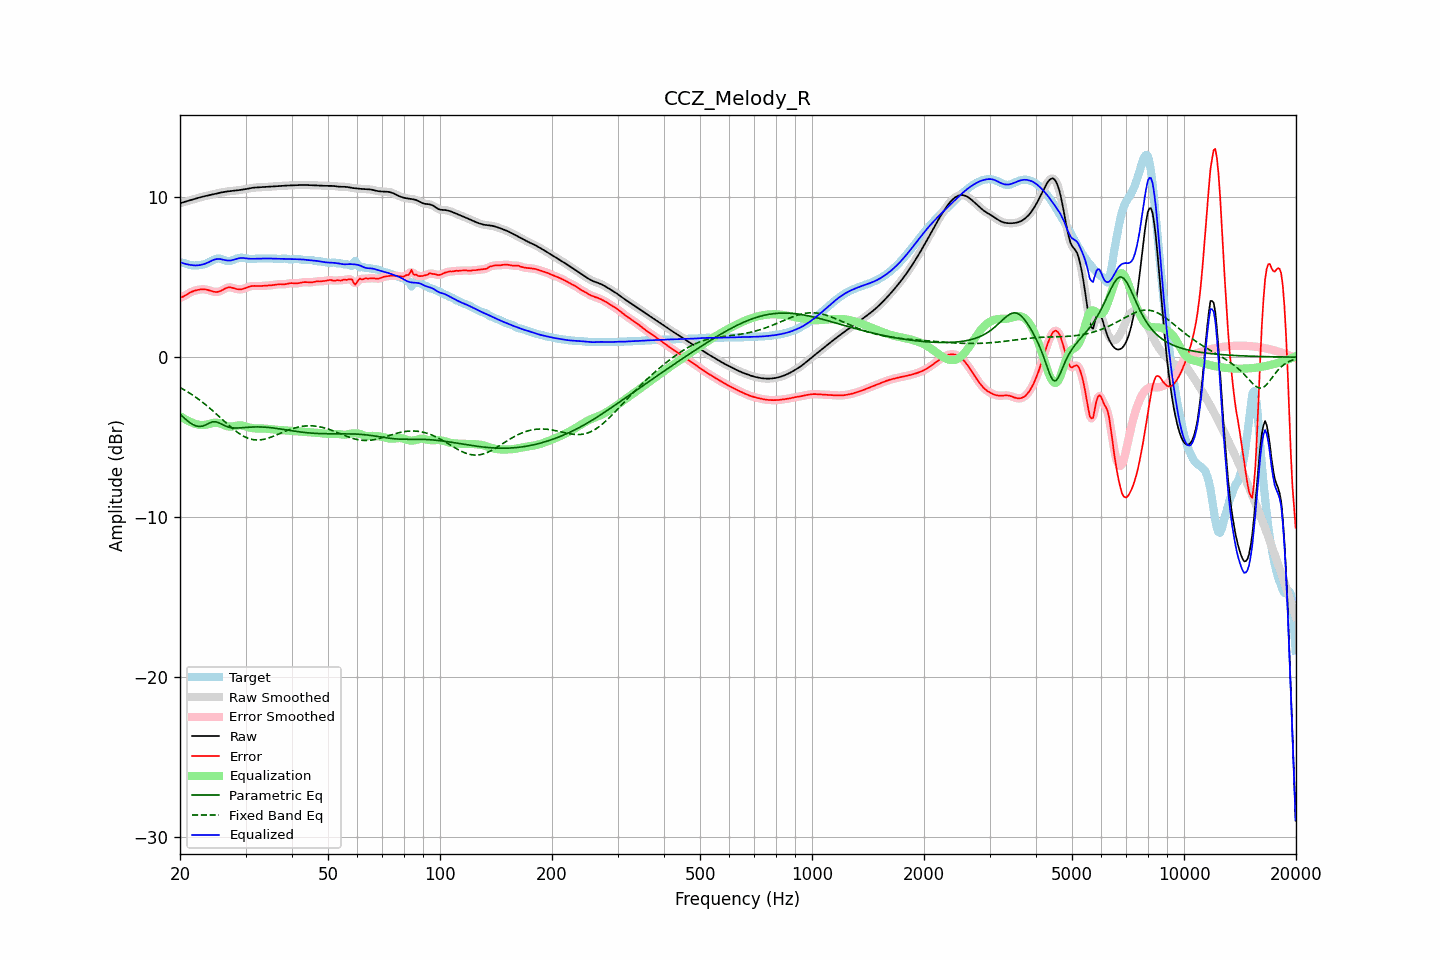 CCZ_Melody_R
Amplitude (dBr)
10
0
−10
−20
−30
Target
Raw Smoothed
Error Smoothed
Raw
Error
Equalization
Parametric Eq
Fixed Band Eq
Equalized
20 50 100 200 500 1000 2000 5000 10000 20000
Frequency (Hz)